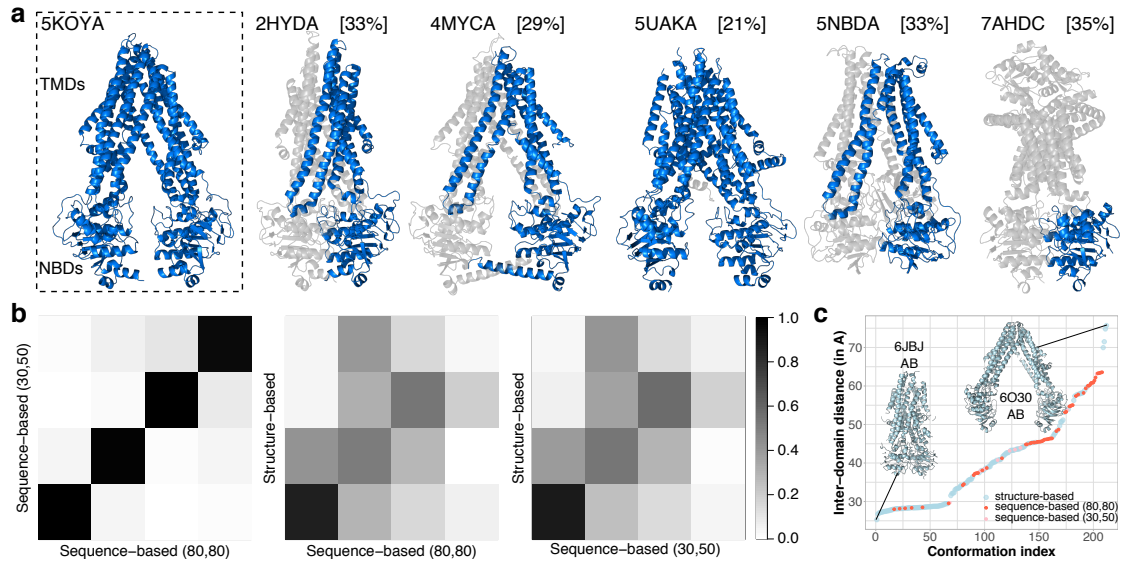 a
5KOYA
2HYDA [33%]
4MYCA [29%]
5UAKA [21%]
5NBDA [33%]
7AHDC [35%]
TMDs
NBDs
b
Sequence−based (30,50)
Sequence−based (80,80)
Structure−based
Sequence−based (80,80)
Structure−based
Sequence−based (30,50)
1.0
0.8
0.6
0.4
0.2
0.0
c
Inter−domain distance (in A)
70
60
50
40
30
6JBJ
AB
6O30
AB
structure−based
sequence−based (80,80)
sequence−based (30,50)
0
50
100
150
200
Conformation index